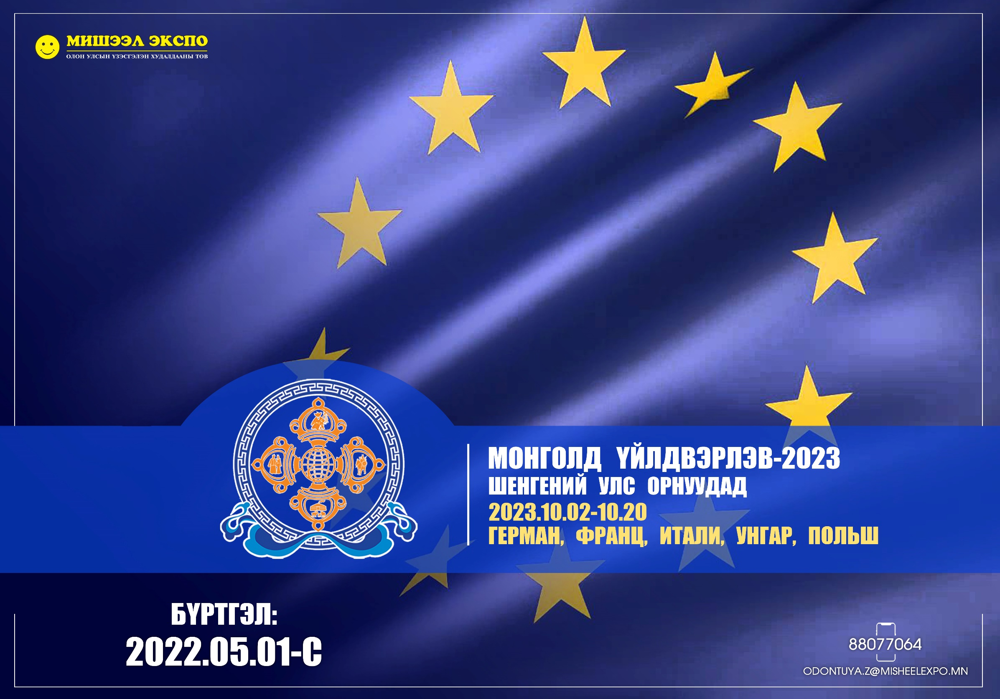 МИШЭЭЛ ЭКСПО
ОЛОН УЛСЫН ҮЗЭСГЭЛЭН ХУДАЛДААНЫ ТӨВ
МОНГОЛД ҮЙЛДВЭРЛЭВ-2023
ШЕНГЕНИЙ УЛС ОРНУУДАД
2023.10.02-10.20
ГЕРМАН, ФРАНЦ, ИТАЛИ, УНГАР, ПОЛЬШ
БҮРТГЭЛ:
2022.05.01-С
88077064
ODONTUYA.Z@MISHEELEXPO.MN